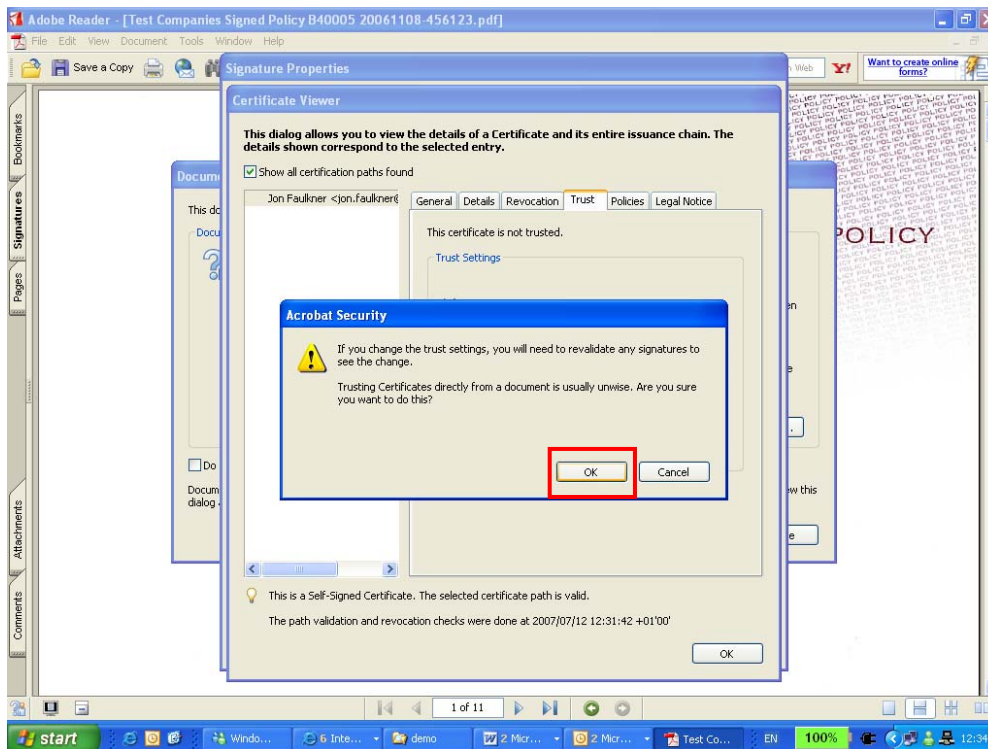 Adobe Reader - [Test Companies Signed Policy B40005 20061108-456123.pdf]
File Edit View Document Tools Window Help
Save a Copy
Web
Y!
Want to create online
forms?
Signature Properties
Certificate Viewer
This dialog allows you to view the details of a Certificate and its entire issuance chain. The
details shown correspond to the selected entry.
Show all certification paths found
Jon Faulkner <jon.faulkner@
General Details Revocation Trust Policies Legal Notice
This certificate is not trusted.
Trust Settings
Acrobat Security
If you change the trust settings, you will need to revalidate any signatures to
see the change.
Trusting Certificates directly from a document is usually unwise. Are you sure
you want to do this?
OK Cancel
This is a Self-Signed Certificate. The selected certificate path is valid.
The path validation and revocation checks were done at 2007/07/12 12:31:42 +01'00'
OK
Docum
This do
Docu
Do
Docum
dialog
en
e
w this
e
POLICY
Bookmarks
Signatures
Pages
Attachments
Comments
1 of 11
start
Windo...
6 Inte...
demo
2 Micr...
2 Micr...
Test Co...
EN
100%
12:34